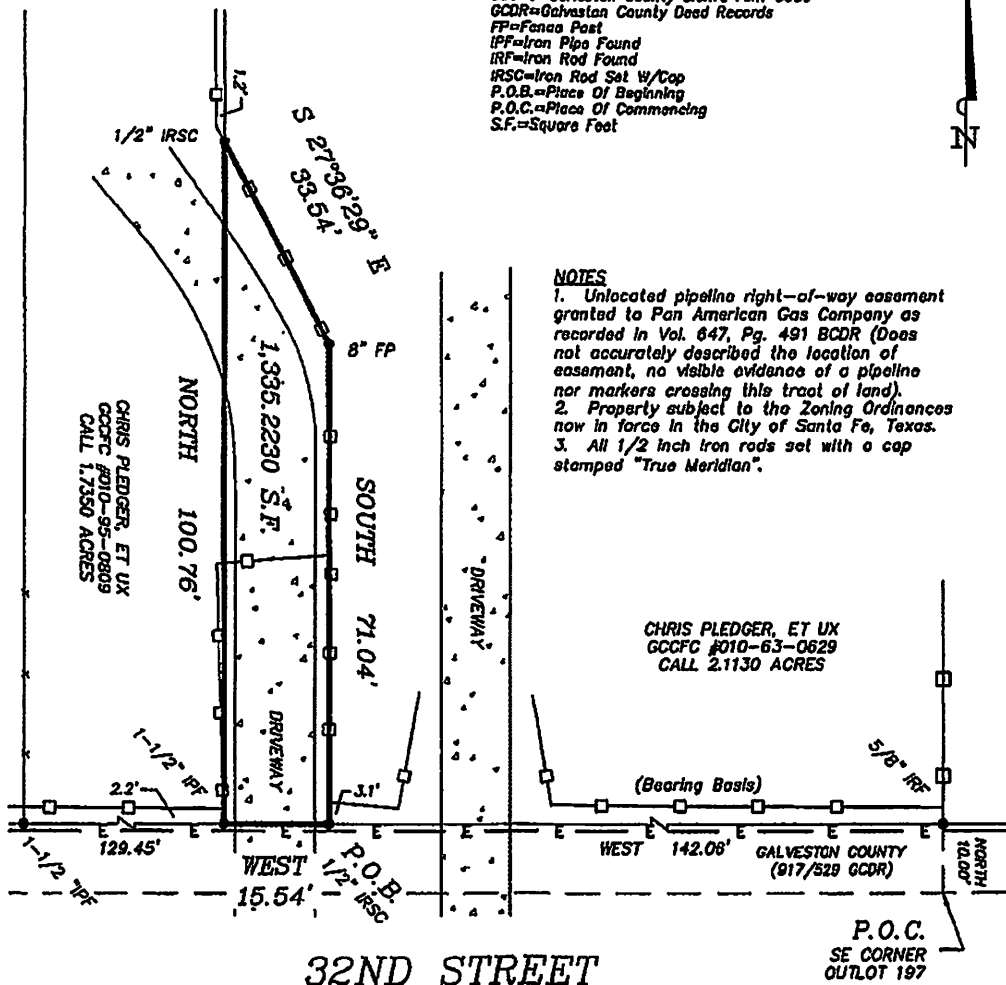 GCDR=Galveston County Deed Records
FP=Fence Post
IPF=Iron Pipe Found
IRF=Iron Rod Found
IRSC=Iron Rod Set W/Cap
P.O.B.=Place Of Beginning
P.O.C.=Place Of Commencing
S.F.=Square Feet
N
1.2'
1/2" IRSC
S 27°36'29" E
33.54'
8" FP
NOTES
1. Unlocated pipeline right-of-way easement
granted to Pan American Gas Company as
recorded in Vol. 647, Pg. 491 BCDR (Does
not accurately described the location of
easement, no visible evidence of a pipeline
nor markers crossing this tract of land).
2. Property subject to the Zoning Ordinances
now in force in the City of Santa Fe, Texas.
3. All 1/2 inch iron rods set with a cap
stamped "True Meridian".
CHRIS PLEDGER, ET UX
GCCFC #010-95-0809
CALL 1.7350 ACRES
NORTH 100.76'
1,335.2230 S.F.
SOUTH 71.04'
DRIVEWAY
DRIVEWAY
CHRIS PLEDGER, ET UX
GCCFC #010-63-0629
CALL 2.1130 ACRES
1-1/2" IPF
2.2'
3.1'
(Bearing Basis)
5/8" IRF
E E E E E E E E
1-1/2 "IPF
129.45'
WEST
15.54'
P.O.B.
1/2" IRSC
WEST 142.06'
GALVESTON COUNTY
(917/529 GCDR)
NORTH
10.00'
P.O.C.
SE CORNER
OUTLOT 197
32ND STREET